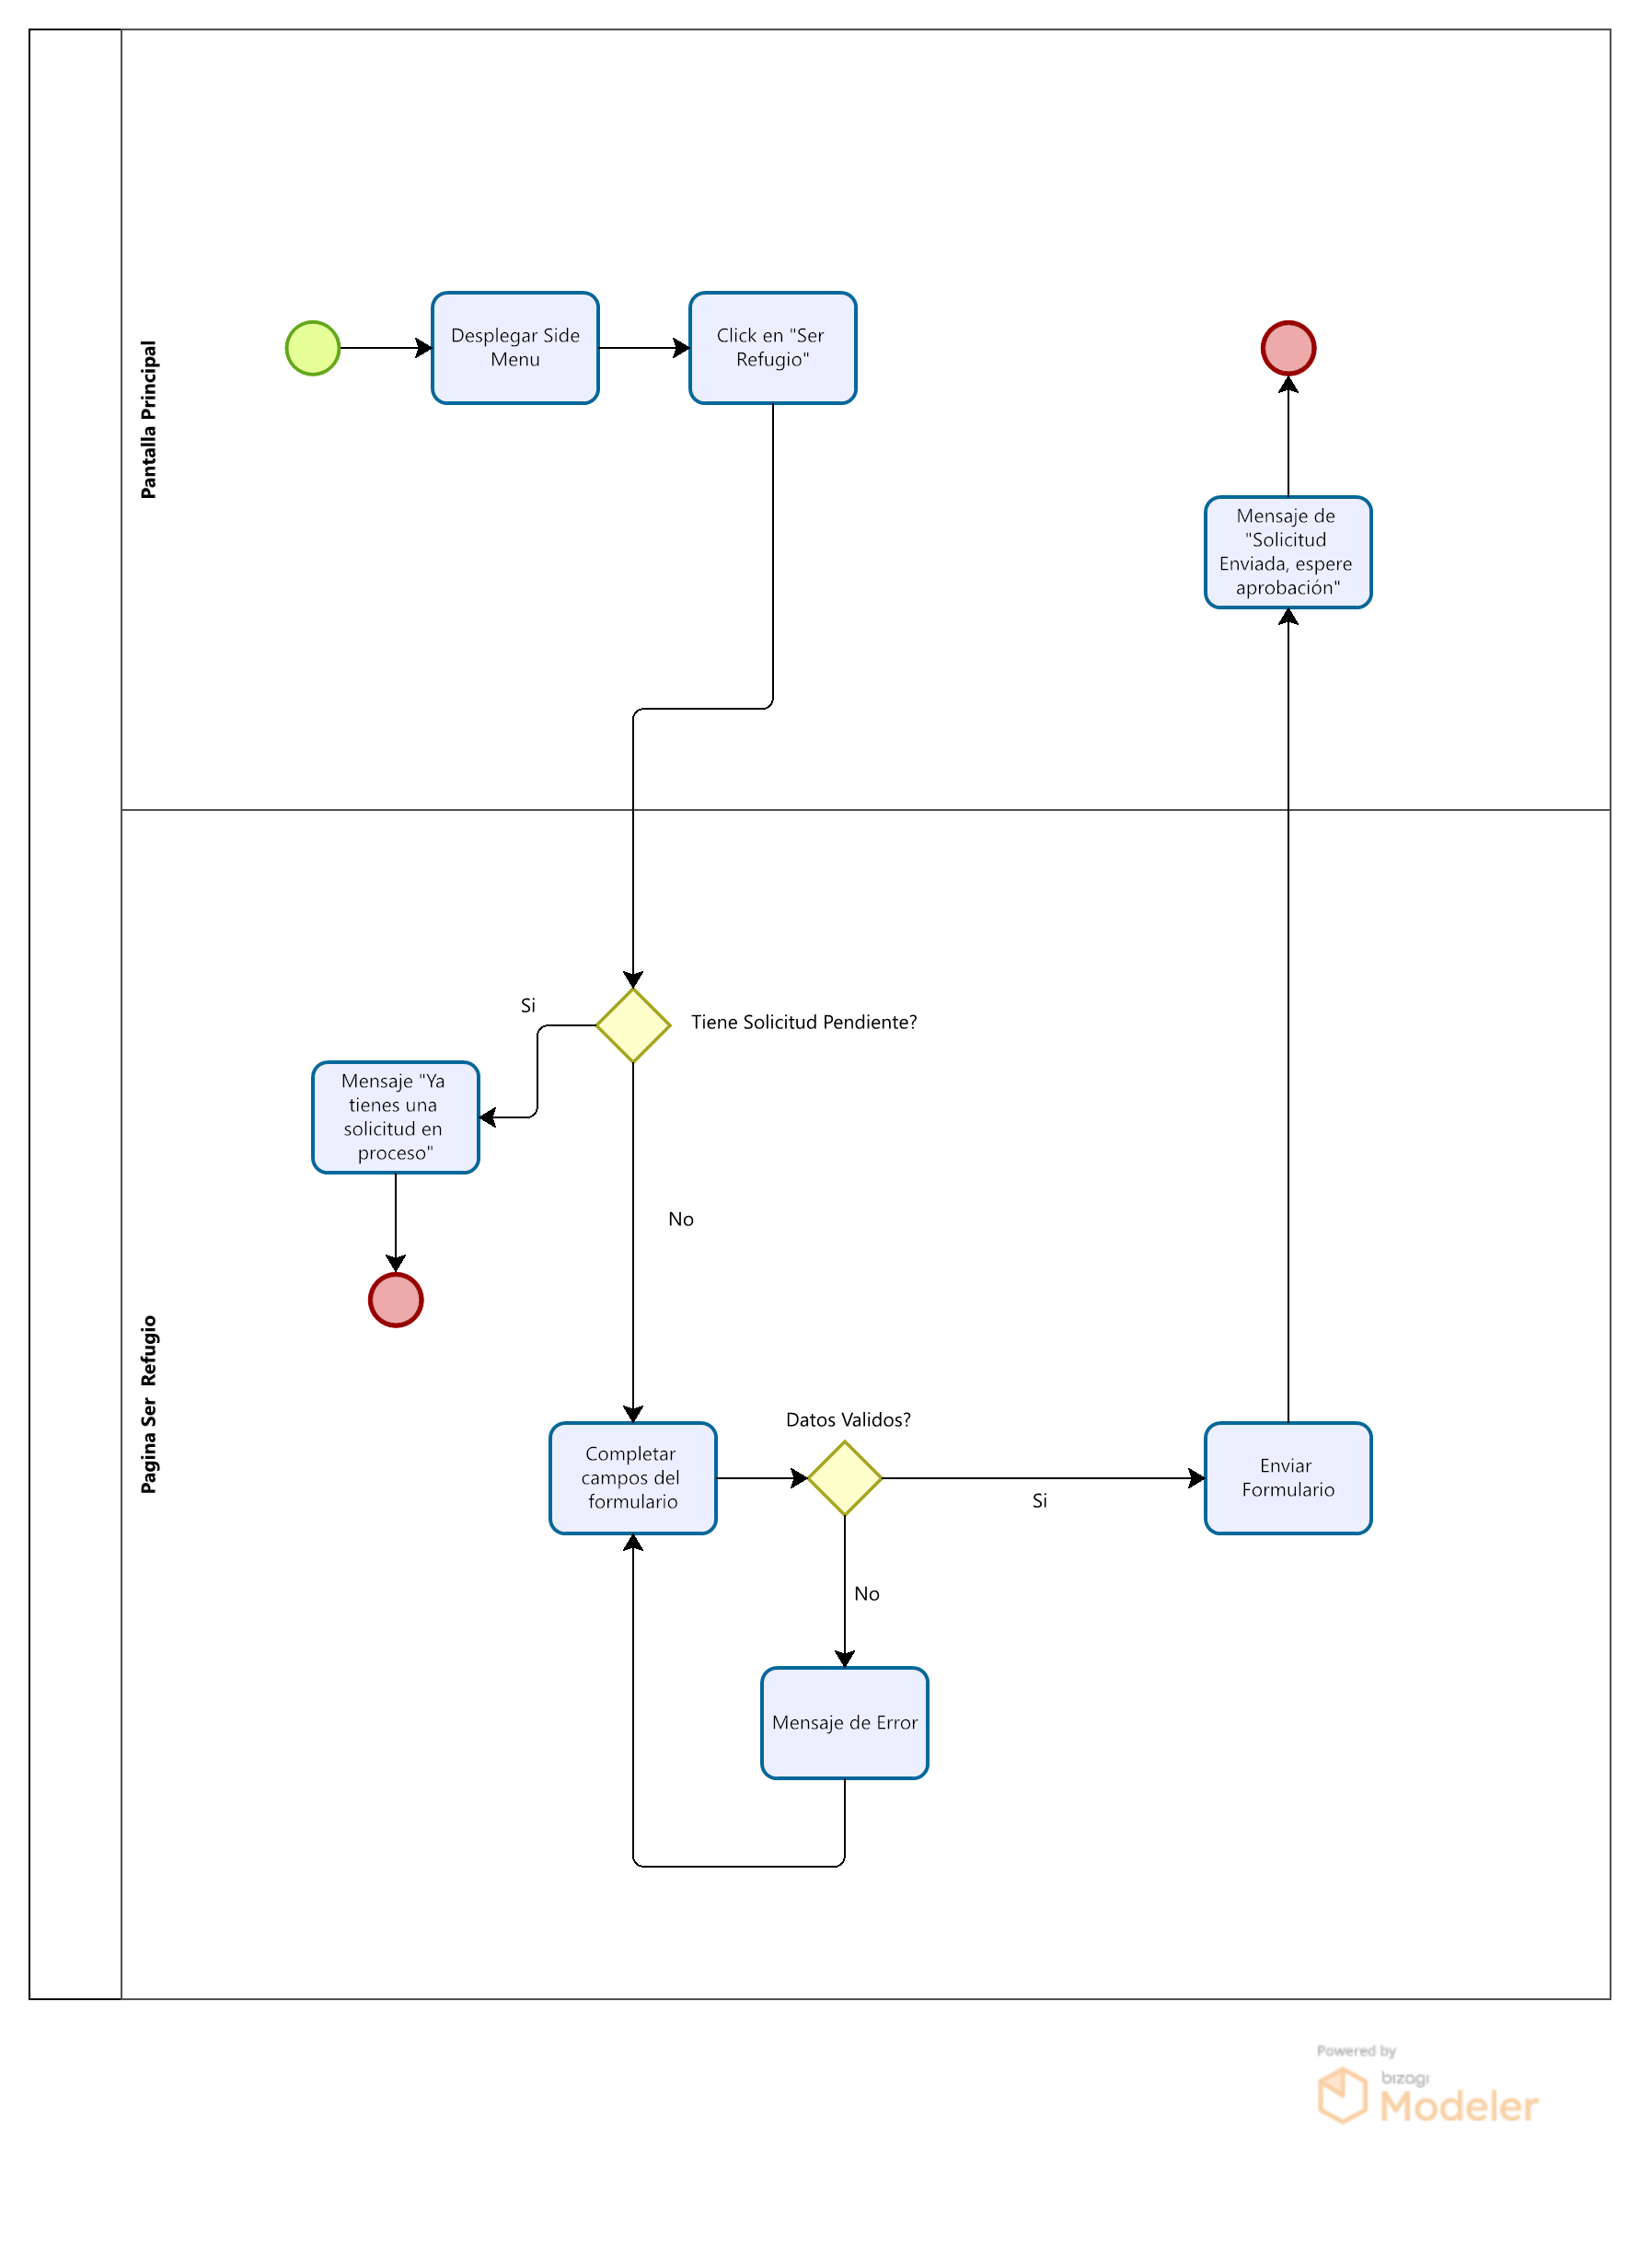 Pantalla Principal
Desplegar Side
Menu
Click en "Ser
Refugio"
Mensaje de
"Solicitud
Enviada, espere
aprobación"
Pagina Ser  Refugio
Si
Tiene Solicitud Pendiente?
Mensaje "Ya
tienes una
solicitud en
proceso"
No
Datos Validos?
Completar
campos del
formulario
Si
Enviar
Formulario
No
Mensaje de Error
Powered by
bizagi
Modeler